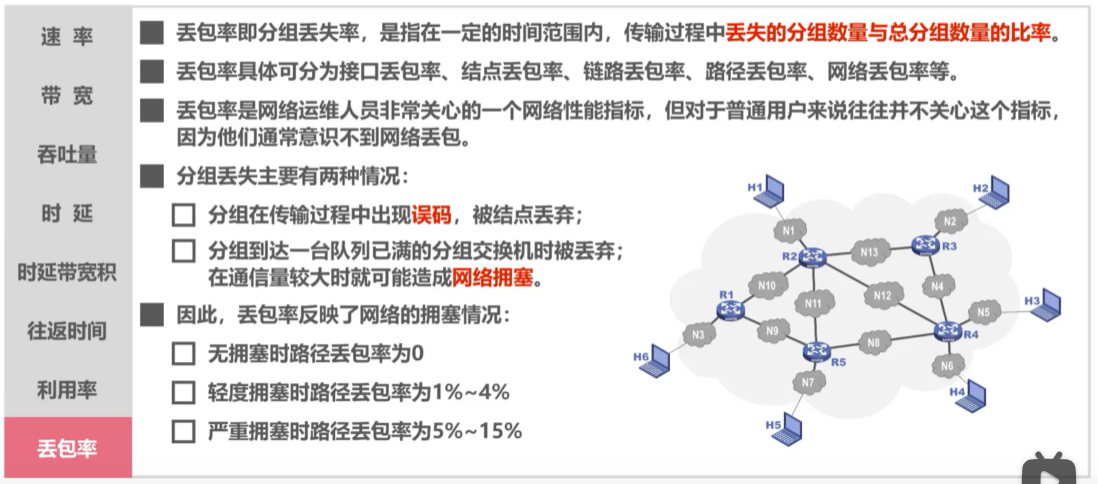 速 率
带 宽
吞吐量
时 延
时延带宽积
往返时间
利用率
丢包率
丢包率即分组丢失率，是指在一定的时间范围内，传输过程中丢失的分组数量与总分组数量的比率。
丢包率具体可分为接口丢包率、结点丢包率、链路丢包率、路径丢包率、网络丢包率等。
丢包率是网络运维人员非常关心的一个网络性能指标，但对于普通用户来说往往并不关心这个指标，
因为他们通常意识不到网络丢包。
分组丢失主要有两种情况：
分组在传输过程中出现误码，被结点丢弃；
分组到达一台队列已满的分组交换机时被丢弃；
在通信量较大时就可能造成网络拥塞。
因此，丢包率反映了网络的拥塞情况：
无拥塞时路径丢包率为0
轻度拥塞时路径丢包率为1%~4%
严重拥塞时路径丢包率为5%~15%
H1
H2
N1
N2
R2
N13
R3
R1
N10
N11
N12
N4
H3
N5
N3
N9
N8
R4
H6
R5
N6
N7
H4
H5